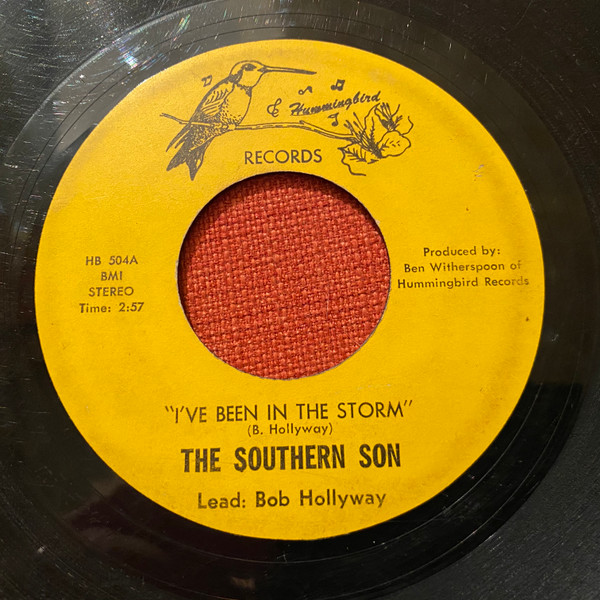 Hummingbird
RECORDS
HB 504A
BMI
STEREO
Time: 2:57
Produced by:
Ben Witherspoon of
Hummingbird Records
"I'VE BEEN IN THE STORM"
(B. Hollyway)
THE SOUTHERN SON
Lead: Bob Hollyway